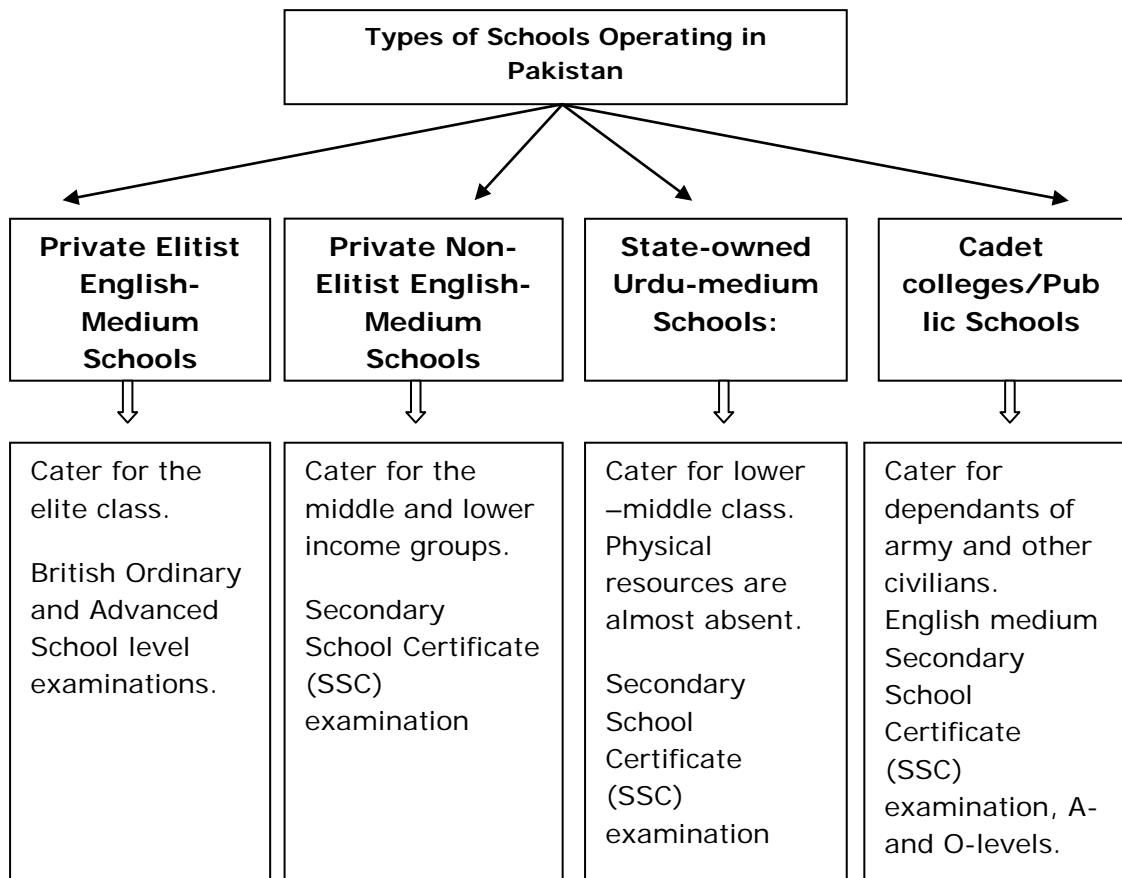 Types of Schools Operating in
Pakistan
Private Elitist
English-
Medium
Schools
Private Non-
Elitist English-
Medium
Schools
State-owned
Urdu-medium
Schools:
Cadet
colleges/Pub
lic Schools
Cater for the
elite class.
British Ordinary
and Advanced
School level
examinations.
Cater for the
middle and lower
income groups.
Secondary
School Certificate
(SSC)
examination
Cater for lower
–middle class.
Physical
resources are
almost absent.
Secondary
School
Certificate
(SSC)
examination
Cater for
dependants of
army and other
civilians.
English medium
Secondary
School
Certificate
(SSC)
examination, A-
and O-levels.